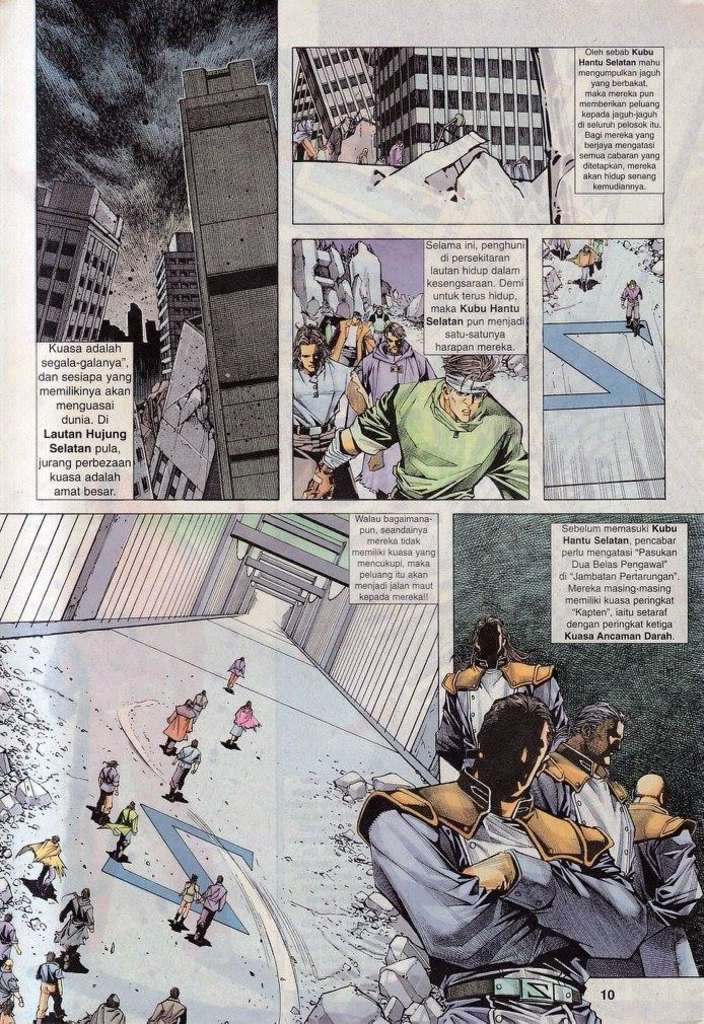 Kuasa adalah
segala-galanya",
dan sesiapa yang
memilikinya akan
menguasai
dunia. Di
Lautan Hujung
Selatan pula,
jurang perbezaan
kuasa adalah
amat besar.
Oleh sebab Kubu
Hantu Selatan mahu
mengumpulkan jaguh
yang berbakat,
maka mereka pun
memberikan peluang
kepada jaguh-jaguh
di seluruh pelosok itu.
Bagi mereka yang
berjaya mengatasi
semua cabaran yang
ditetapkan, mereka
akan hidup senang
kemudiannya.
Selama ini, penghuni
di persekitaran
lautan hidup dalam
kesengsaraan. Demi
untuk terus hidup,
maka Kubu Hantu
Selatan pun menjadi
satu-satunya
harapan mereka.
Walau bagaimana-
pun, seandainya
mereka tidak
memiliki kuasa yang
mencukupi, maka
peluang itu akan
menjadi jalan maut
kepada mereka!!
Sebelum memasuki Kubu
Hantu Selatan, pencabar
perlu mengatasi "Pasukan
Dua Belas Pengawal"
di "Jambatan Pertarungan".
Mereka masing-masing
memiliki kuasa peringkat
"Kapten", iaitu setaraf
dengan peringkat ketiga
Kuasa Ancaman Darah.
10